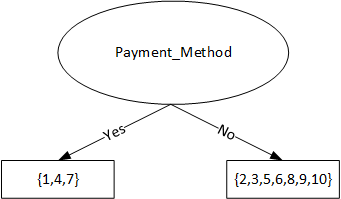 Payment_Method
Yes
No
{1,4,7}
{2,3,5,6,8,9,10}